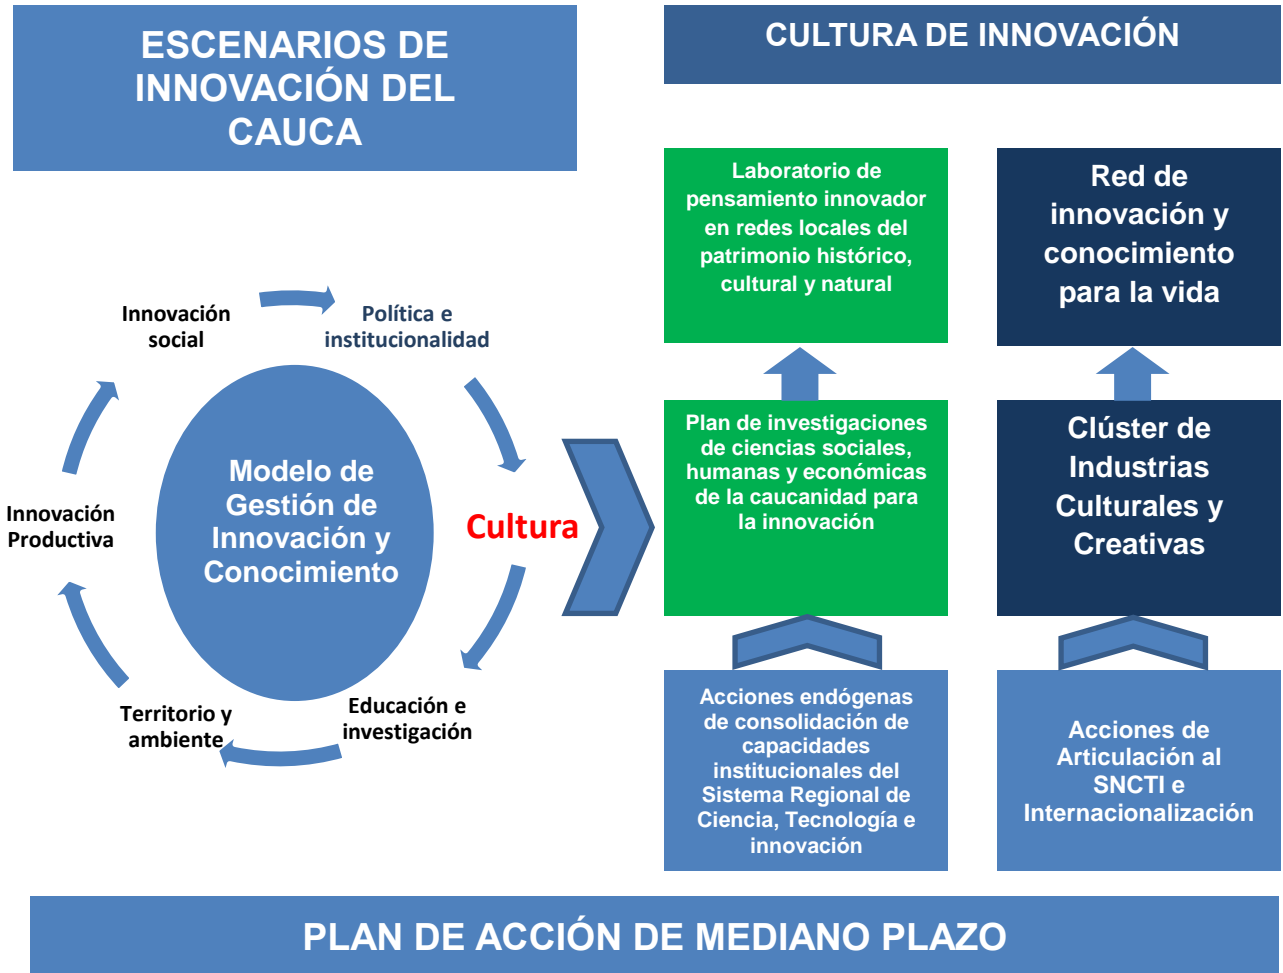 ESCENARIOS DE
INNOVACIÓN DEL
CAUCA
CULTURA DE INNOVACIÓN
Innovación
social
Política e
institucionalidad
Cultura
Educación e
investigación
Territorio y
ambiente
Innovación
Productiva
Modelo de
Gestión de
Innovación y
Conocimiento
Laboratorio de
pensamiento innovador
en redes locales del
patrimonio histórico,
cultural y natural
Red de
innovación y
conocimiento
para la vida
Plan de investigaciones
de ciencias sociales,
humanas y económicas
de la caucanidad para
la innovación
Clúster de
Industrias
Culturales y
Creativas
Acciones endógenas
de consolidación de
capacidades
institucionales del
Sistema Regional de
Ciencia, Tecnología e
innovación
Acciones de
Articulación al
SNCTI e
Internacionalización
PLAN DE ACCIÓN DE MEDIANO PLAZO